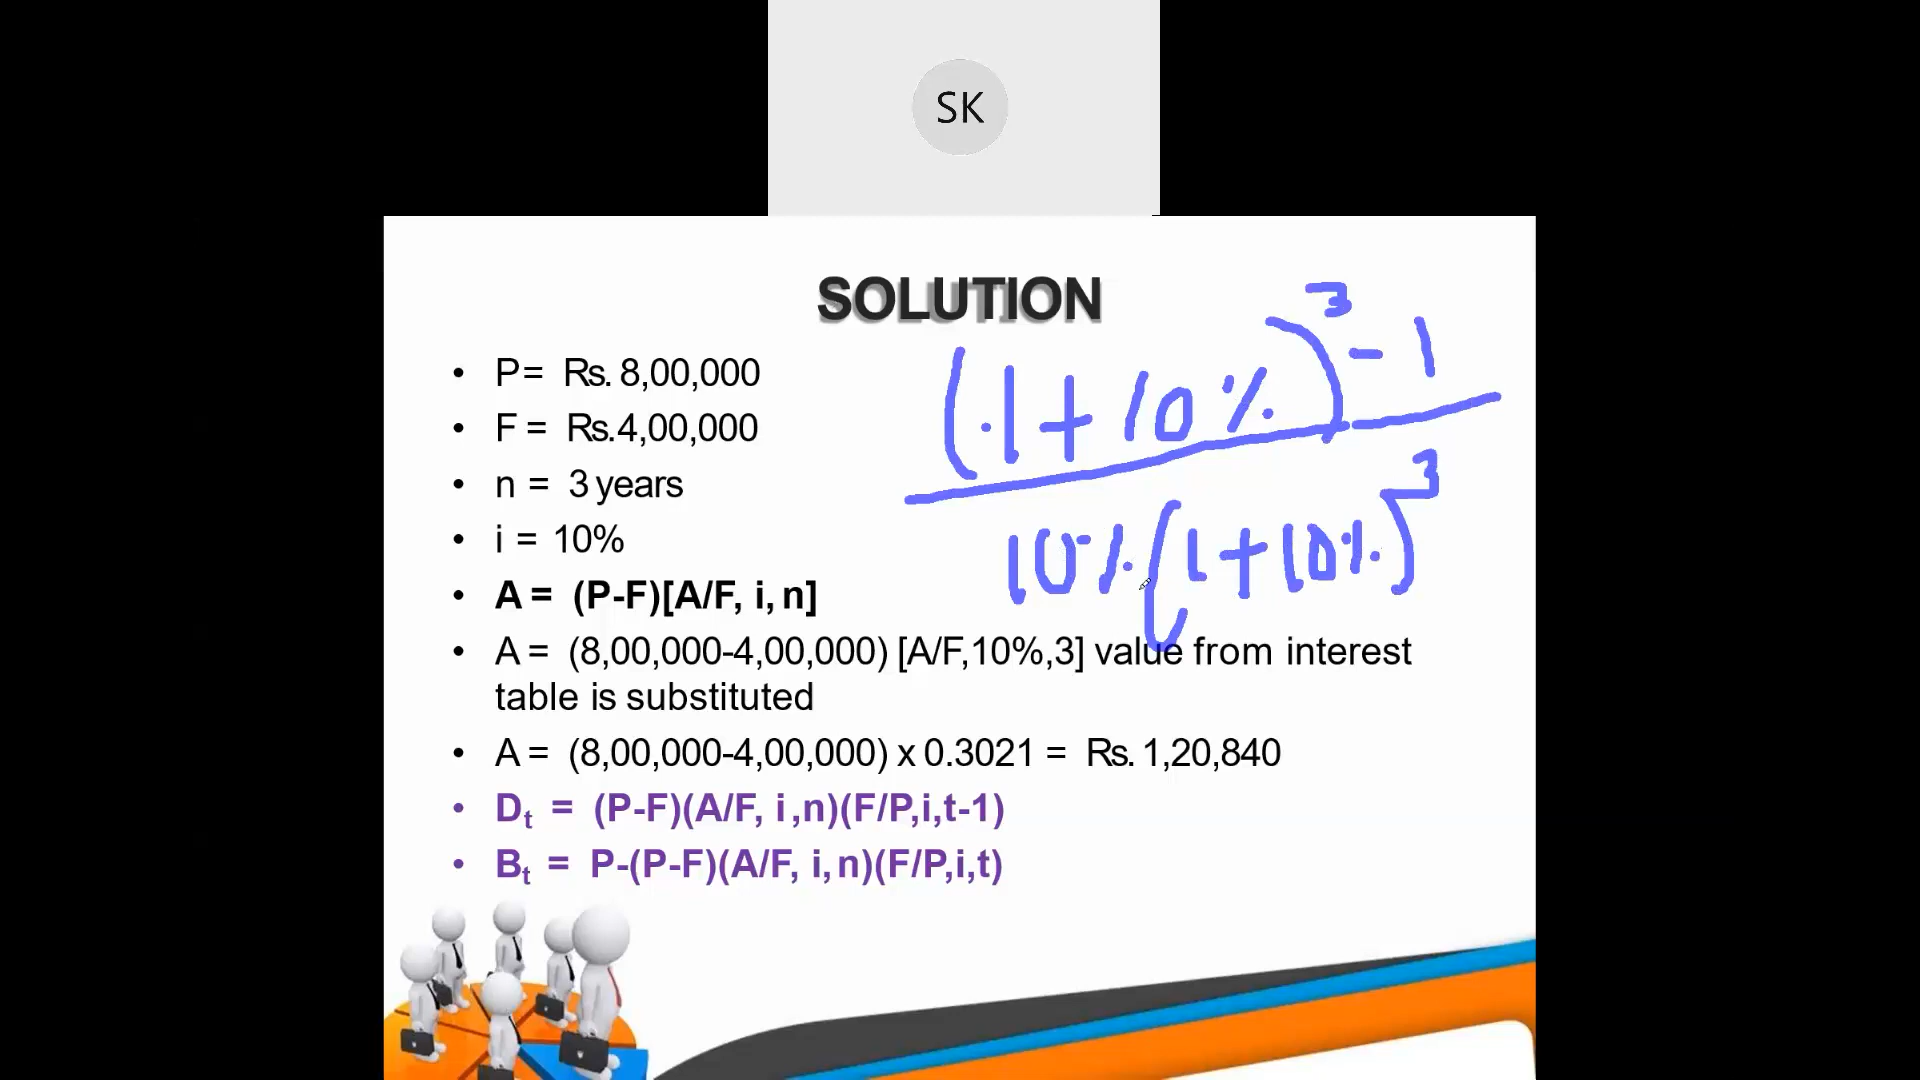 SK
SOLUTION
• P = Rs. 8,00,000
• F = Rs.4,00,000
• n = 3 years
• i = 10%
• A = (P-F)[A/F, i, n]
• A = (8,00,000-4,00,000) [A/F,10%,3] value from interest
table is substituted
• A = (8,00,000-4,00,000) x 0.3021 = Rs. 1,20,840
• Dt = (P-F)(A/F, i ,n)(F/P,i,t-1)
• Bt = P-(P-F)(A/F, i, n)(F/P,i,t)
(1+10%)³-1
10%(1+10%)³